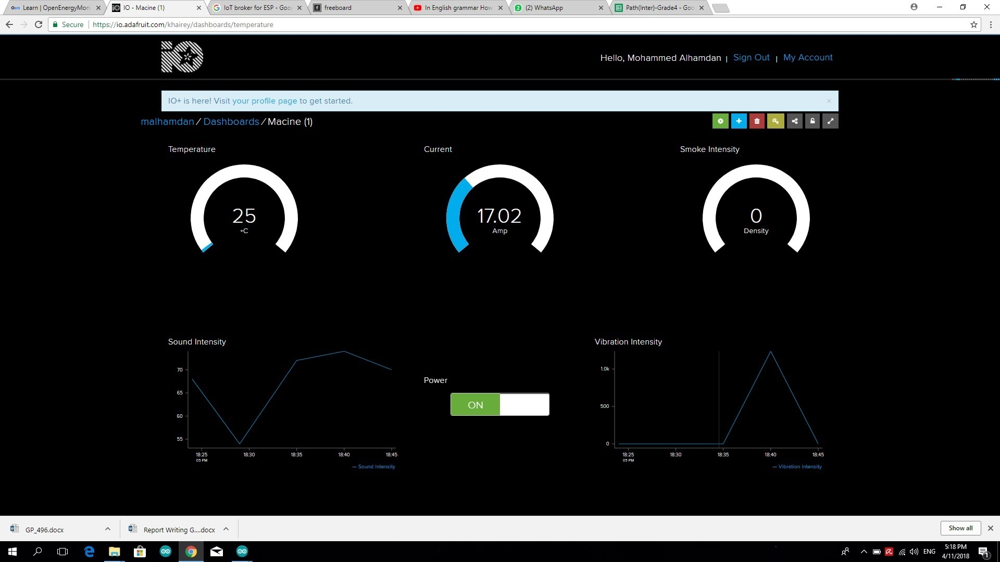 Oem Learn | OpenEnergyMoni
IO - Macine (1)
IoT broker for ESP - Goo
f freeboard
In English grammar How
2 (2) WhatsApp
Path(Inter)-Grade4 - Goo
Secure https://io.adafruit.com/khairey/dashboards/temperature
iO
Hello, Mohammed Alhamdan | Sign Out | My Account
IO+ is here! Visit your profile page to get started. ×
malhamdan / Dashboards / Macine (1)
Temperature
25
°C
Current
17.02
Amp
Smoke Intensity
0
Density
Sound Intensity
70
65
60
55
18:25 18:30 18:35 18:40 18:45
05 PM
Sound Intensity
Power
ON
Vibration Intensity
1.0k
500
0
18:25 18:30 18:35 18:40 18:45
05 PM
Vibration Intensity
GP_496.docx
Report Writing G....docx
Show all
ENG
5:18 PM
4/11/2018
1